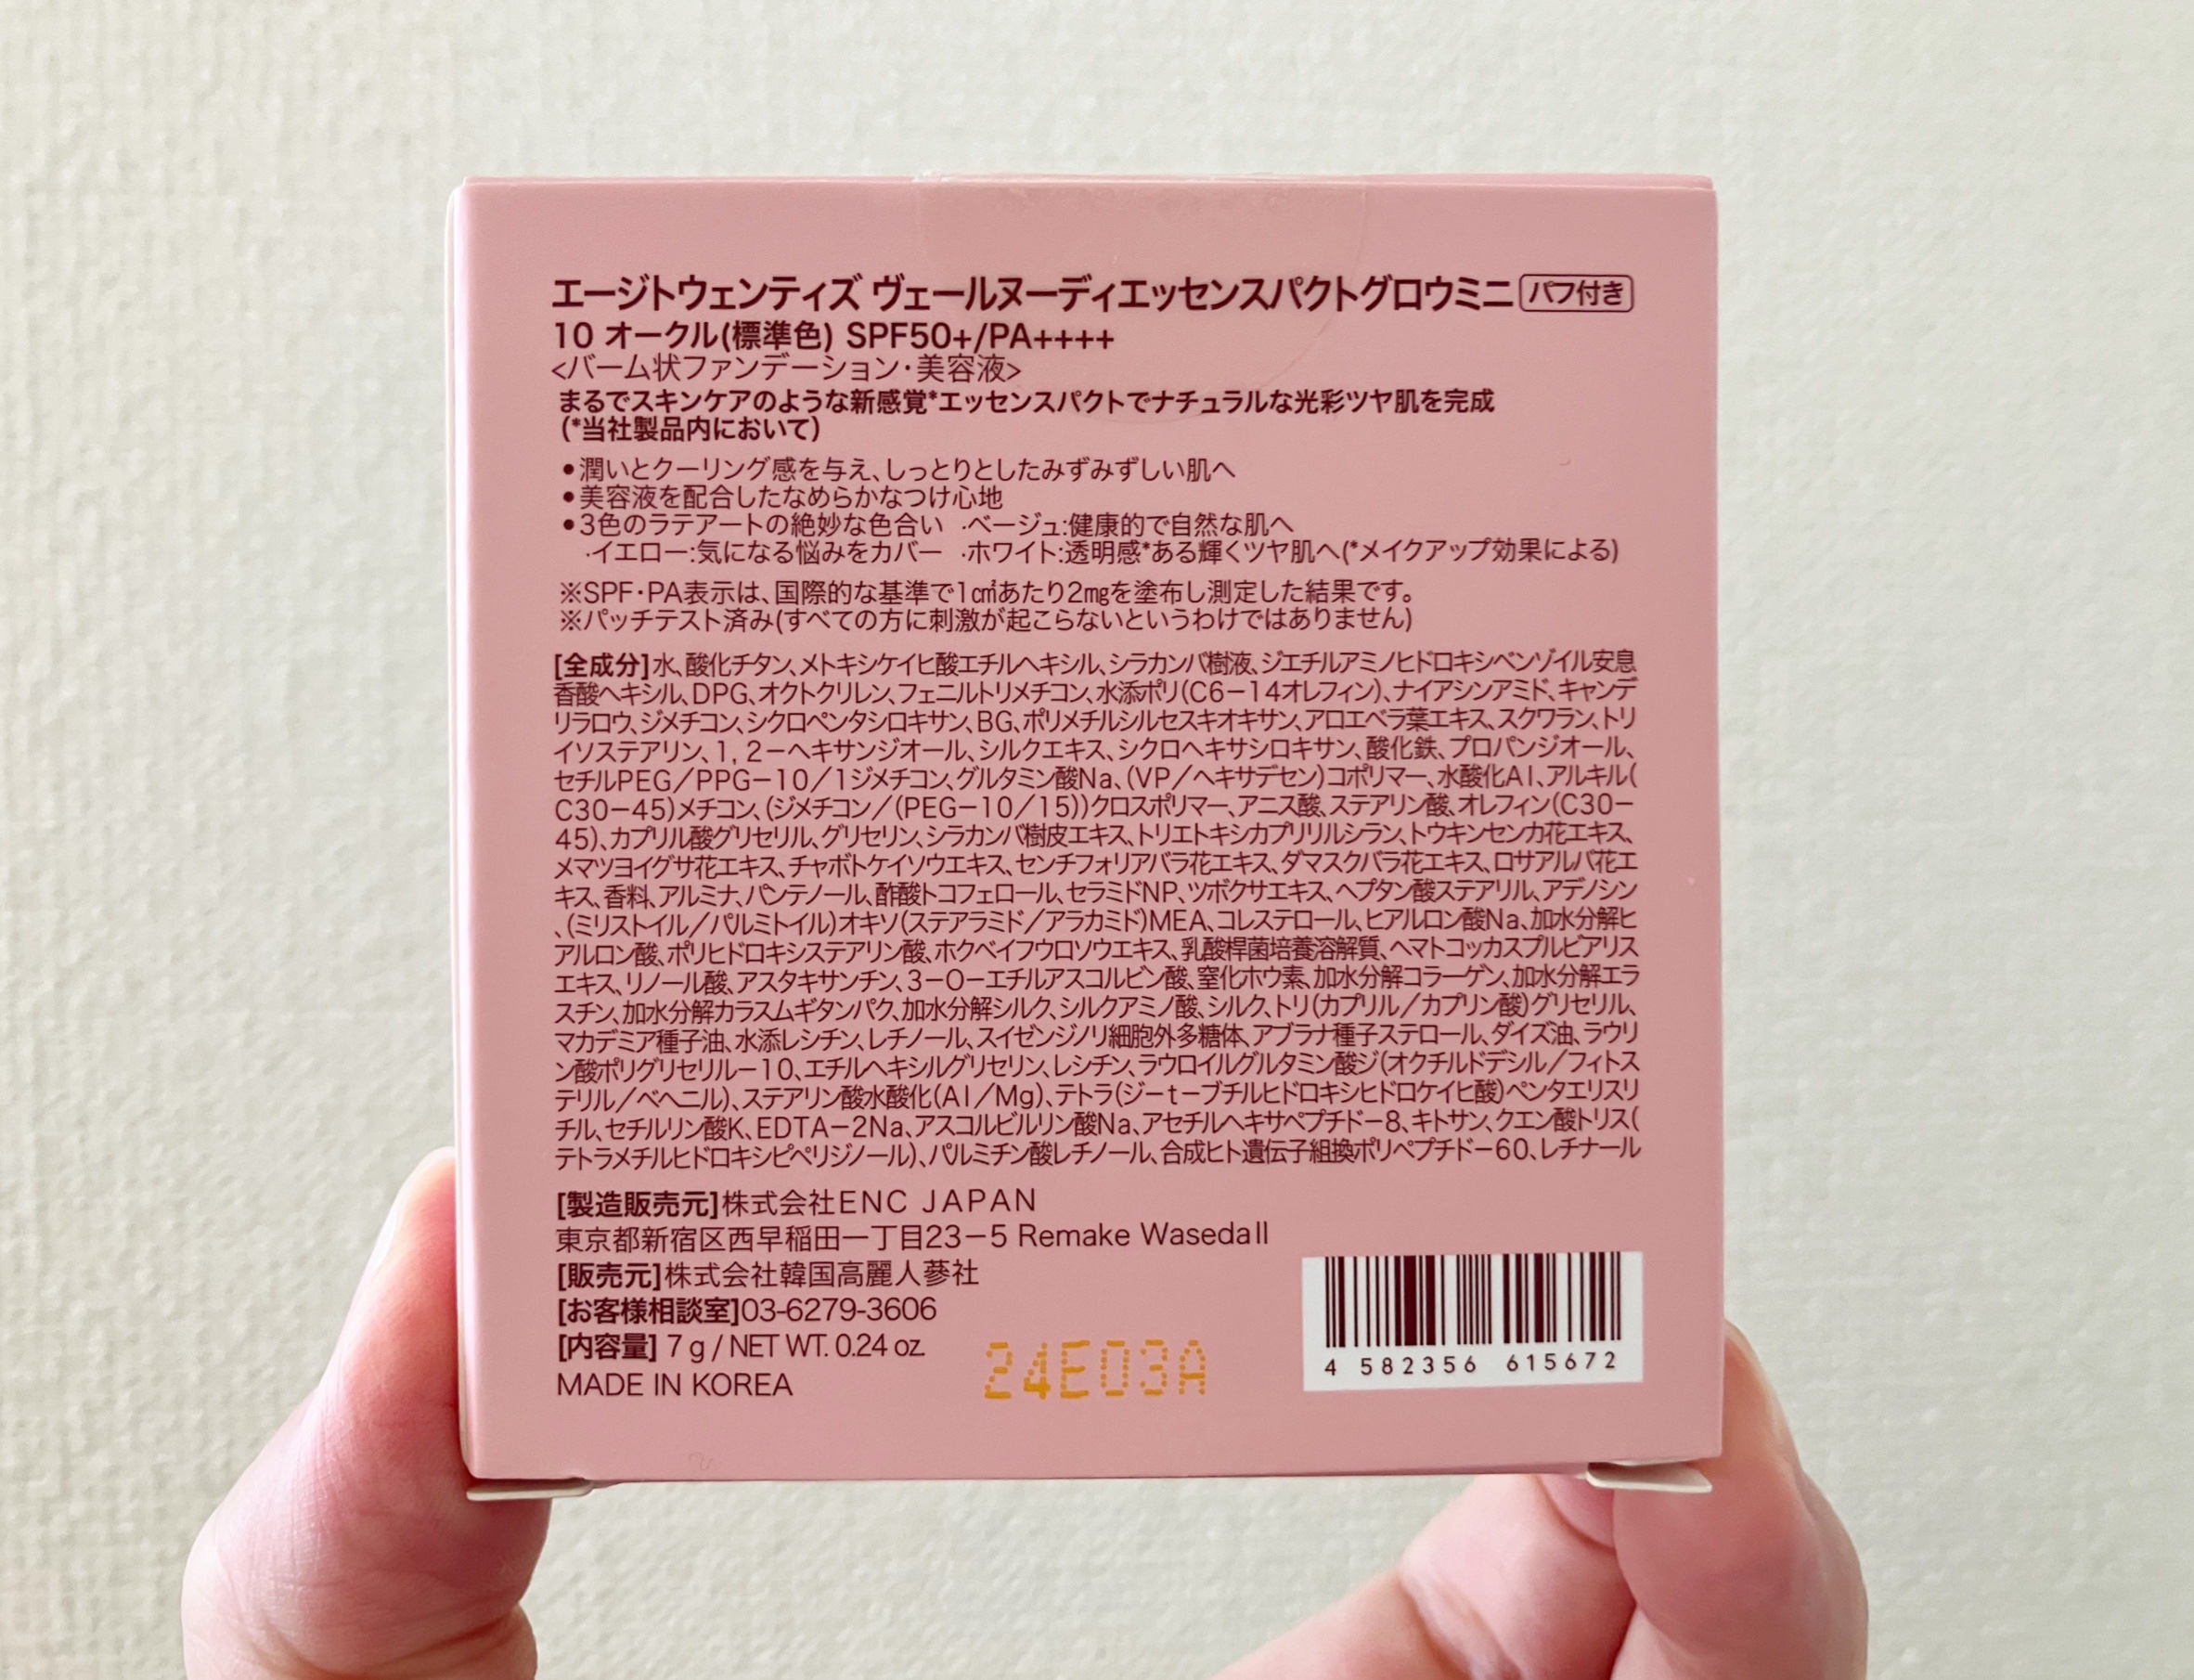 エージトウェンティズ ヴェールヌーディエッセンスパクトグロウミニ パフ付き
10 オークル(標準色) SPF50+/PA++++
<バーム状ファンデーション・美容液>
まるでスキンケアのような新感覚*エッセンスパクトでナチュラルな光彩ツヤ肌を完成
(*当社製品内において)
●潤いとクーリング感を与え、しっとりとしたみずみずしい肌へ
●美容液を配合したなめらかなつけ心地
●3色のラテアートの絶妙な色合い ・ベージュ:健康的で自然な肌へ
・イエロー:気になる悩みをカバー ・ホワイト:透明感*ある輝くツヤ肌へ(*メイクアップ効果による)
※SPF・PA表示は、国際的な基準で1c㎡あたり2mgを塗布し測定した結果です。
※パッチテスト済み(すべての方に刺激が起こらないというわけではありません)
[全成分]水、酸化チタン、メトキシケイヒ酸エチルヘキシル、シラカンバ樹液、ジエチルアミノヒドロキシベンゾイル安息
香酸ヘキシル、DPG、オクトクリレン、フェニルトリメチコン、水添ポリ(C6－14オレフィン)、ナイアシンアミド、キャンデ
リラロウ、ジメチコン、シクロペンタシロキサン、BG、ポリメチルシルセスキオキサン、アロエベラ葉エキス、スクワラン、トリ
イソステアリン、1，2－ヘキサンジオール、シルクエキス、シクロヘキサシロキサン、酸化鉄、プロパンジオール、
セチルPEG／PPG－10／1ジメチコン、グルタミン酸Na、(VP／ヘキサデセン)コポリマー、水酸化Al、アルキル(
C30－45)メチコン、(ジメチコン／(PEG－10／15))クロスポリマー、アニス酸、ステアリン酸、オレフィン(C30－
45)、カプリル酸グリセリル、グリセリン、シラカンバ樹皮エキス、トリエトキシカプリリルシラン、トウキンセンカ花エキス、
メマツヨイグサ花エキス、チャボトケイソウエキス、センチフォリアバラ花エキス、ダマスクバラ花エキス、ロサアルバ花エ
キス、香料、アルミナ、パンテノール、酢酸トコフェロール、セラミドNP、ツボクサエキス、ヘプタン酸ステアリル、アデノシン
、(ミリストイル／パルミトイル)オキソ(ステアラミド／アラカミド)MEA、コレステロール、ヒアルロン酸Na、加水分解ヒ
アルロン酸、ポリヒドロキシステアリン酸、ホクベイフウロソウエキス、乳酸桿菌培養溶解質、ヘマトコッカスプルビアリス
エキス、リノール酸、アスタキサンチン、3－O－エチルアスコルビン酸、窒化ホウ素、加水分解コラーゲン、加水分解エラ
スチン、加水分解カラスムギタンパク、加水分解シルク、シルクアミノ酸、シルク、トリ(カプリル／カプリン酸)グリセリル、
マカデミア種子油、水添レシチン、レチノール、スイゼンジノリ細胞外多糖体、アブラナ種子ステロール、ダイズ油、ラウリ
ン酸ポリグリセリル－10、エチルヘキシルグリセリン、レシチン、ラウロイルグルタミン酸ジ(オクチルドデシル／フィトス
テリル／ベヘニル)、ステアリン酸水酸化(Al／Mg)、テトラ(ジ－t－ブチルヒドロキシヒドロケイヒ酸)ペンタエリスリ
チル、セチルリン酸K、EDTA－2Na、アスコルビルリン酸Na、アセチルヘキサペプチド－8、キトサン、クエン酸トリス(
テトラメチルヒドロキシピペリジノール)、パルミチン酸レチノール、合成ヒト遺伝子組換ポリペプチド－60、レチナール
[製造販売元]株式会社ENC JAPAN
東京都新宿区西早稲田一丁目23－5 Remake WasedaⅡ
[販売元]株式会社韓国高麗人蔘社
[お客様相談室]03-6279-3606
[内容量] 7 g / NET WT. 0.24 oz.
MADE IN KOREA
24E03A
4 582356 615672